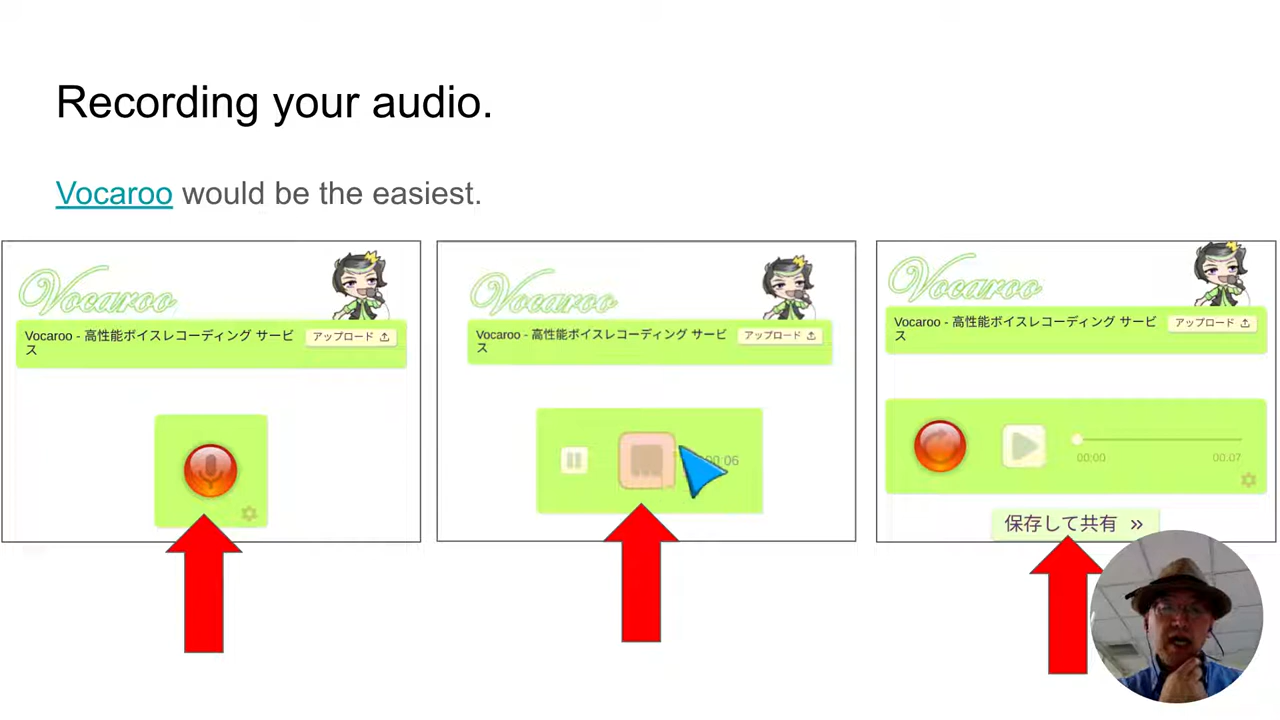 Recording your audio.
Vocaroo would be the easiest.
Vocaroo
Vocaroo - 高性能ボイスレコーディング サービ
ス
アップロード
Vocaroo
Vocaroo - 高性能ボイスレコーディング サービ
ス
アップロード
00:06
Vocaroo
Vocaroo - 高性能ボイスレコーディング サービ
ス
アップロード
00:00
00.07
保存して共有 »